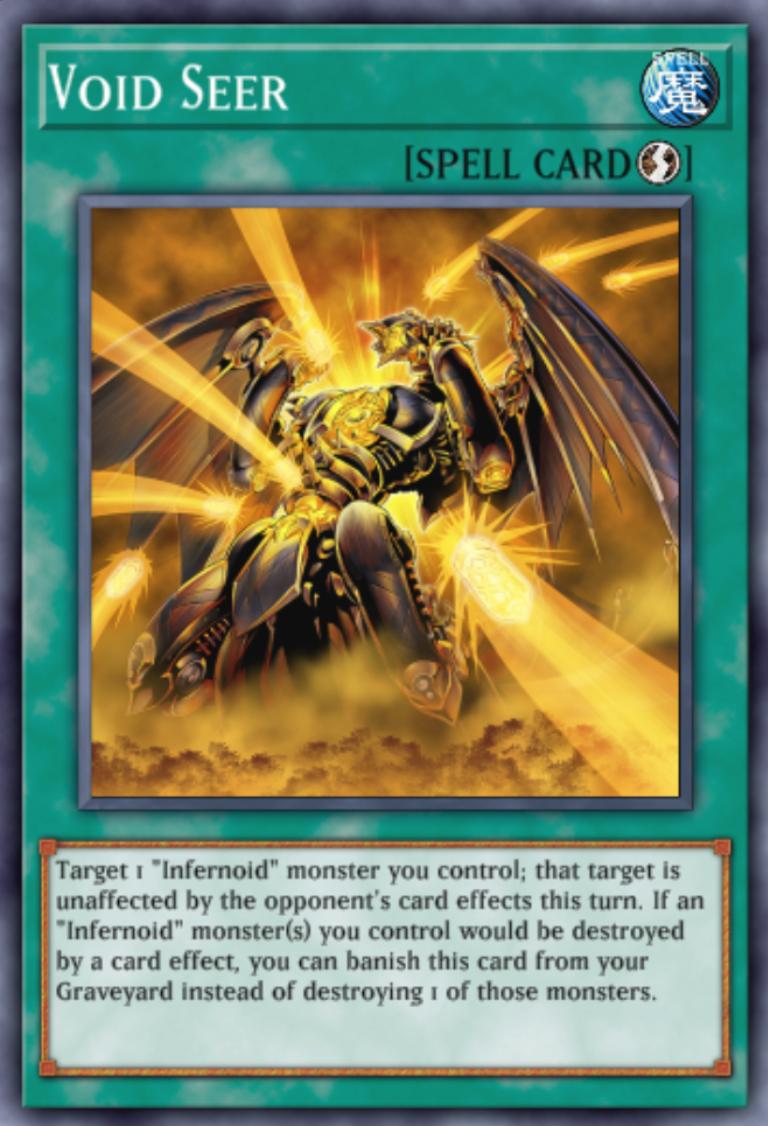 Void Seer
SPELL
魔
[SPELL CARD]
Target 1 "Infernoid" monster you control; that target is
unaffected by the opponent's card effects this turn. If an
"Infernoid" monster(s) you control would be destroyed
by a card effect, you can banish this card from your
Graveyard instead of destroying 1 of those monsters.